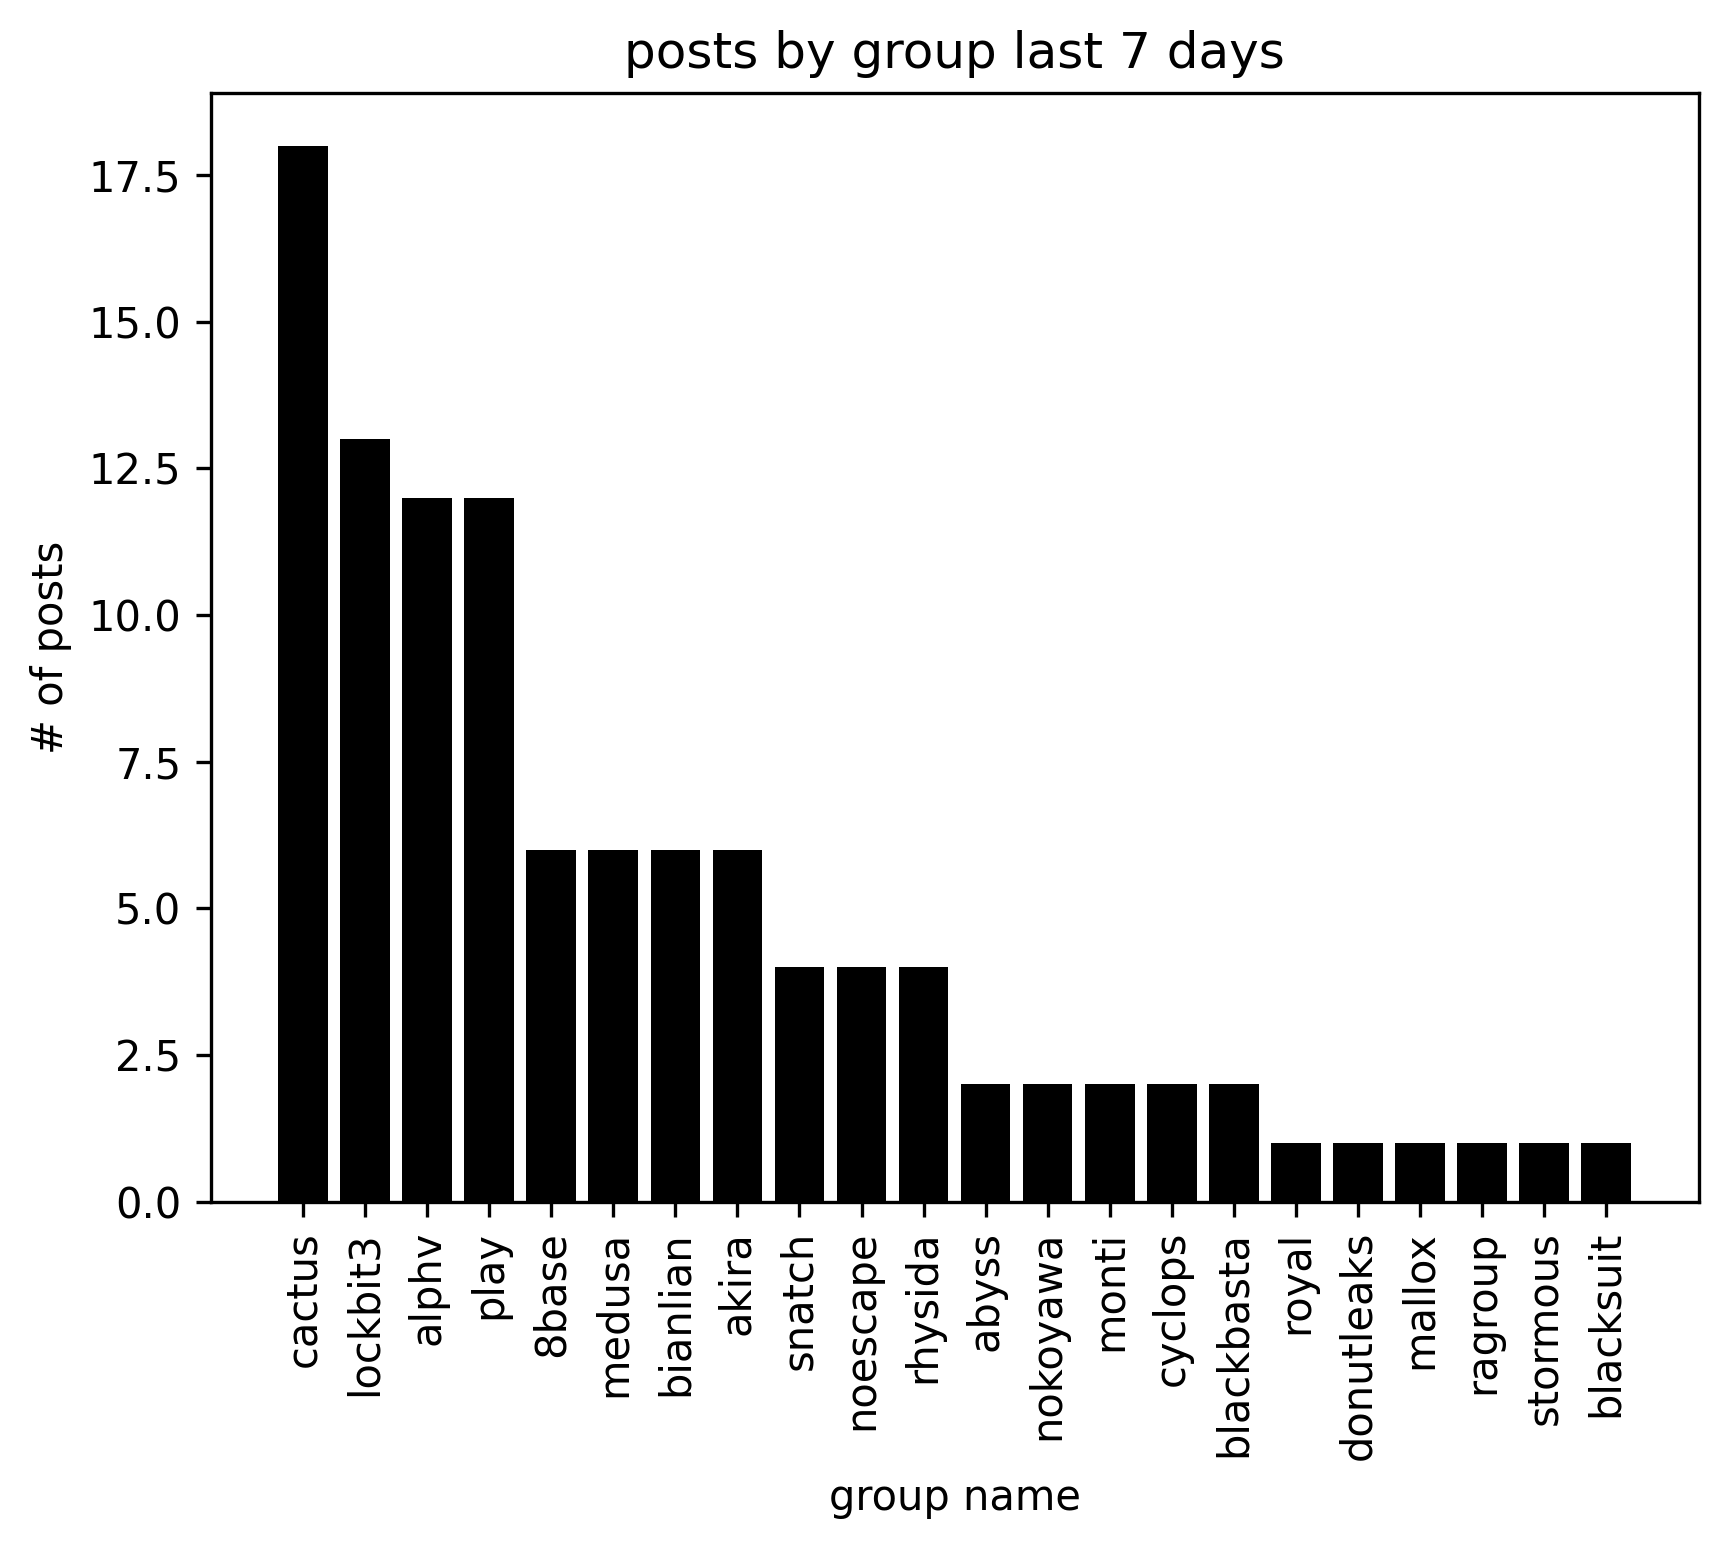 posts by group last 7 days
# of posts
17.5
15.0
12.5
10.0
7.5
5.0
2.5
0.0
cactus
lockbit3
alphv
play
8base
medusa
bianlian
akira
snatch
noescape
rhysida
abyss
nokoyawa
monti
cyclops
blackbasta
royal
donutleaks
mallox
ragroup
stormous
blacksuit
group name